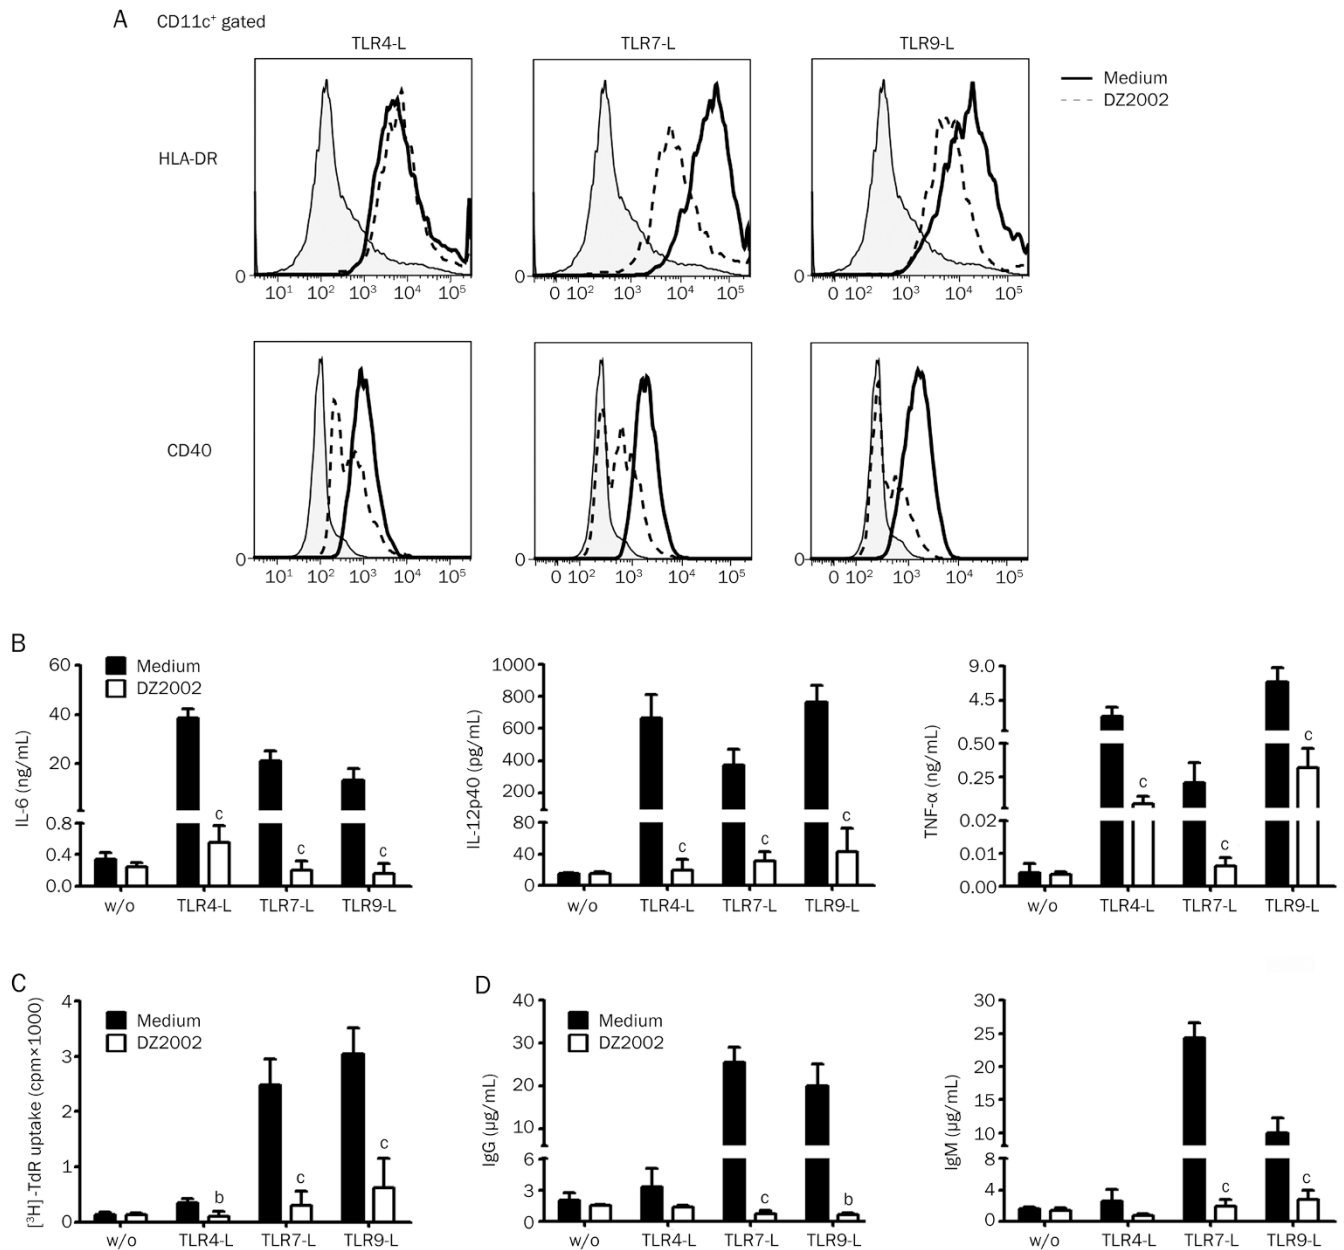 A CD11c⁺ gated
TLR4-L TLR7-L TLR9-L
Medium
DZ2002
HLA-DR
0 0 0
10¹ 10² 10³ 10⁴ 10⁵ 0 10² 10³ 10⁴ 10⁵ 0 10² 10³ 10⁴ 10⁵
CD40
0 0 0
10¹ 10² 10³ 10⁴ 10⁵ 0 10² 10³ 10⁴ 10⁵ 0 10² 10³ 10⁴ 10⁵
B
IL-6 (ng/mL)
60
40
20
0.8
0.4
0.0
Medium
DZ2002
c c c
w/o TLR4-L TLR7-L TLR9-L
IL-12p40 (pg/mL)
1000
800
600
400
200
80
40
0
c c c
w/o TLR4-L TLR7-L TLR9-L
TNF-α (ng/mL)
9.0
4.5
0.50
0.25
0.02
0.01
0.00
c c c
w/o TLR4-L TLR7-L TLR9-L
C
[³H]-TdR uptake (cpm×1000)
4
3
2
1
0
Medium
DZ2002
b c c
w/o TLR4-L TLR7-L TLR9-L
D
IgG (μg/mL)
40
30
20
10
6
3
0
Medium
DZ2002
c b
w/o TLR4-L TLR7-L TLR9-L
IgM (μg/mL)
30
25
20
15
10
8
4
0
c c
w/o TLR4-L TLR7-L TLR9-L